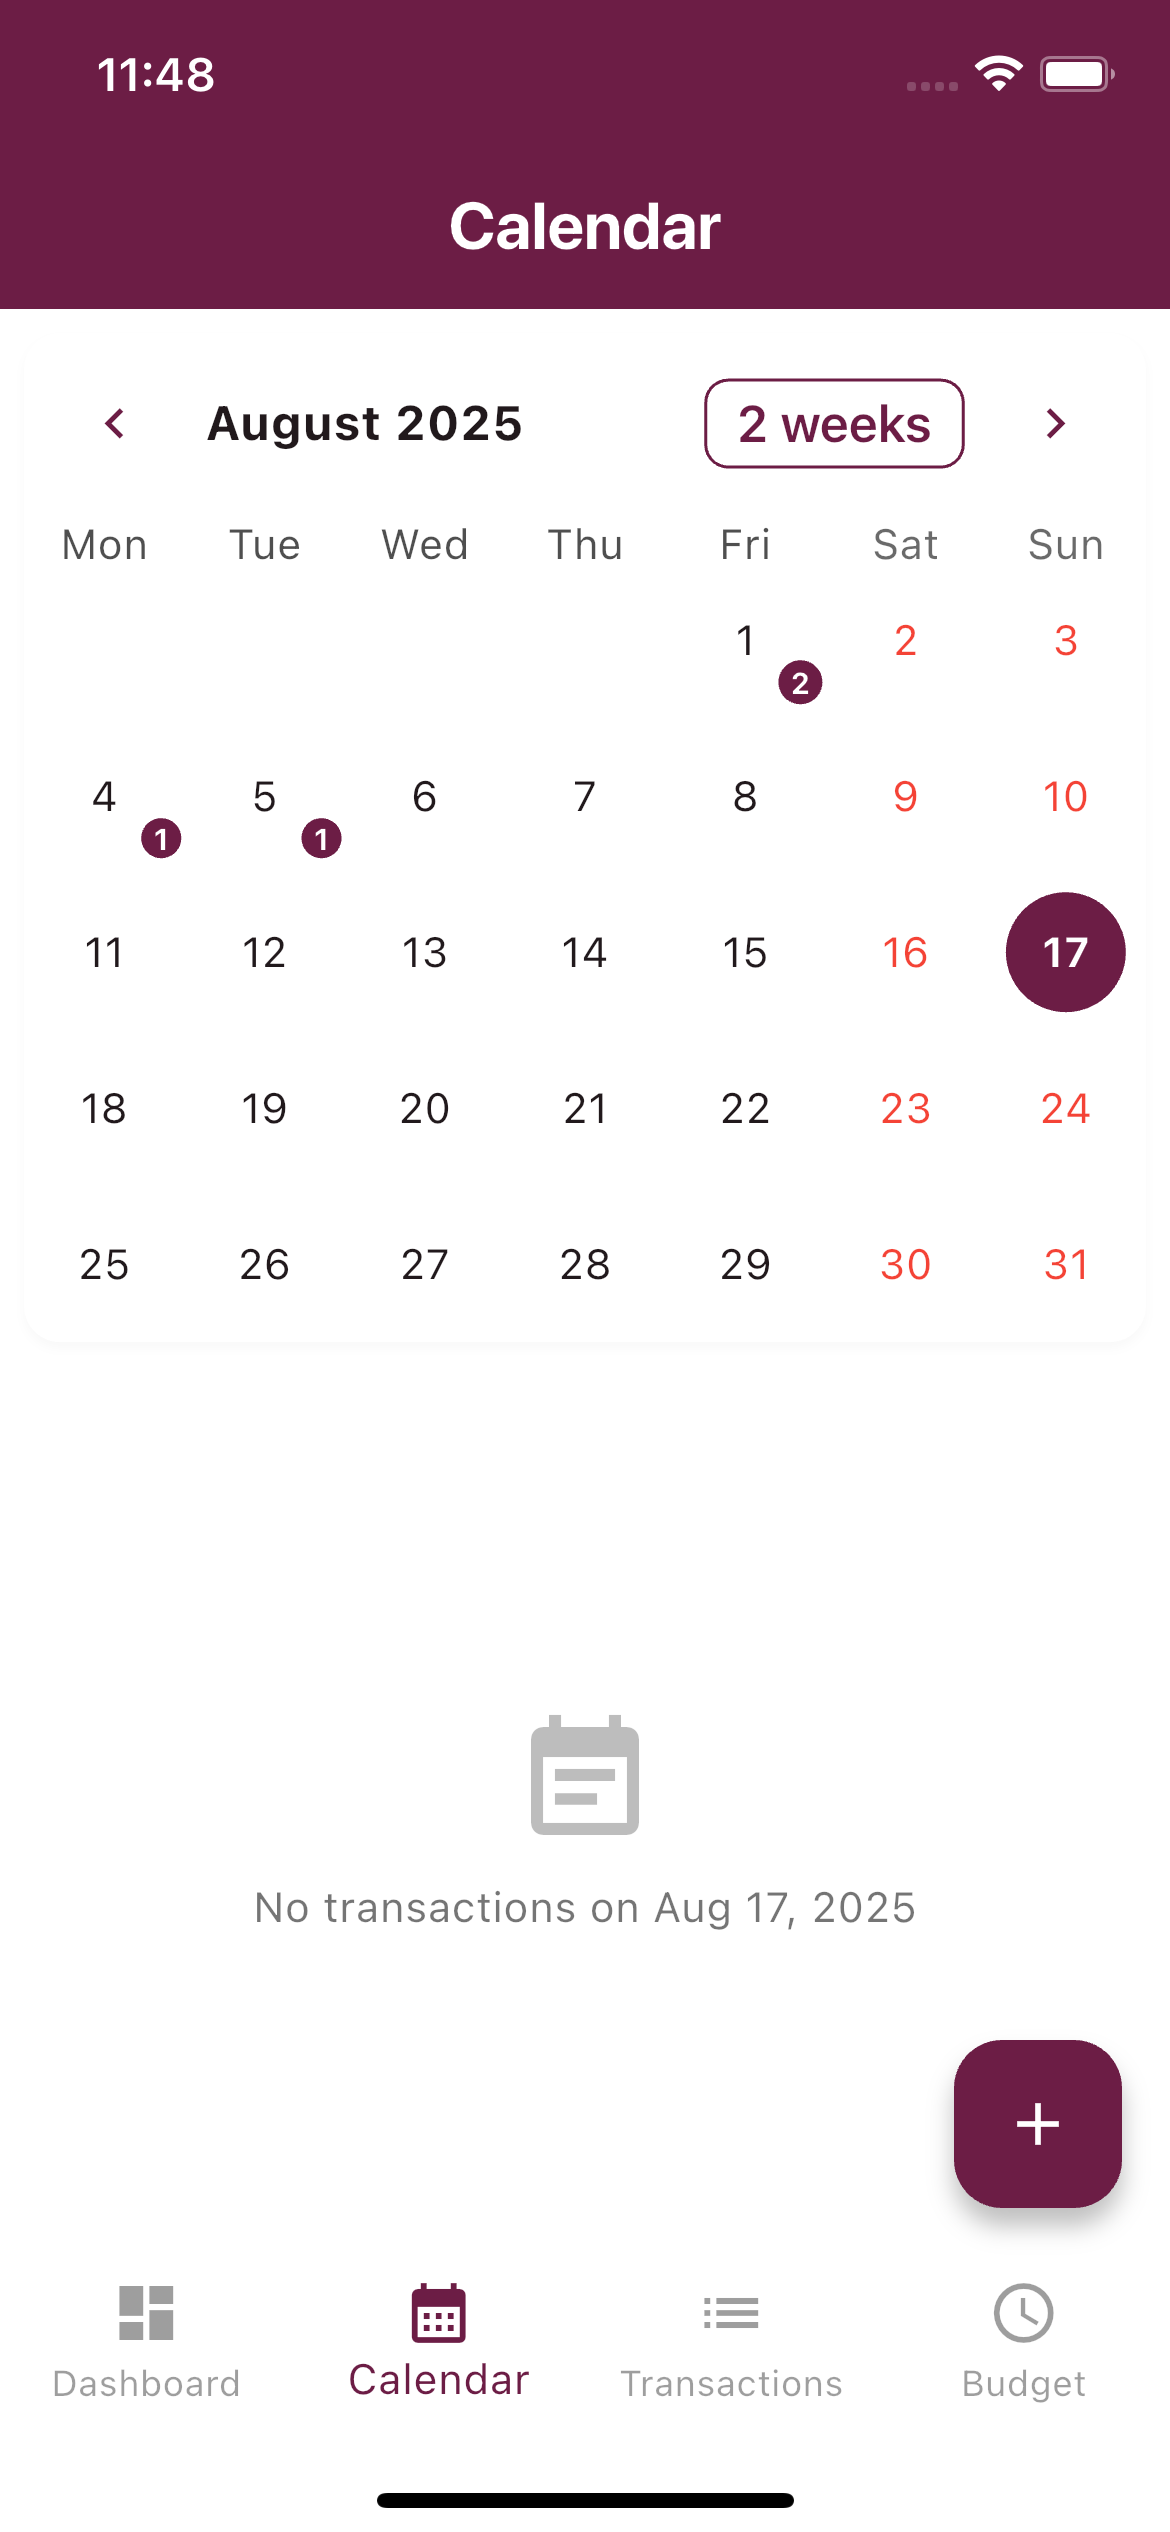 11:48
Calendar
August 2025 2 weeks
Mon Tue Wed Thu Fri Sat Sun
1 2 3
2
4 5 6 7 8 9 10
1 1
11 12 13 14 15 16 17
18 19 20 21 22 23 24
25 26 27 28 29 30 31
No transactions on Aug 17, 2025
Dashboard Calendar Transactions Budget